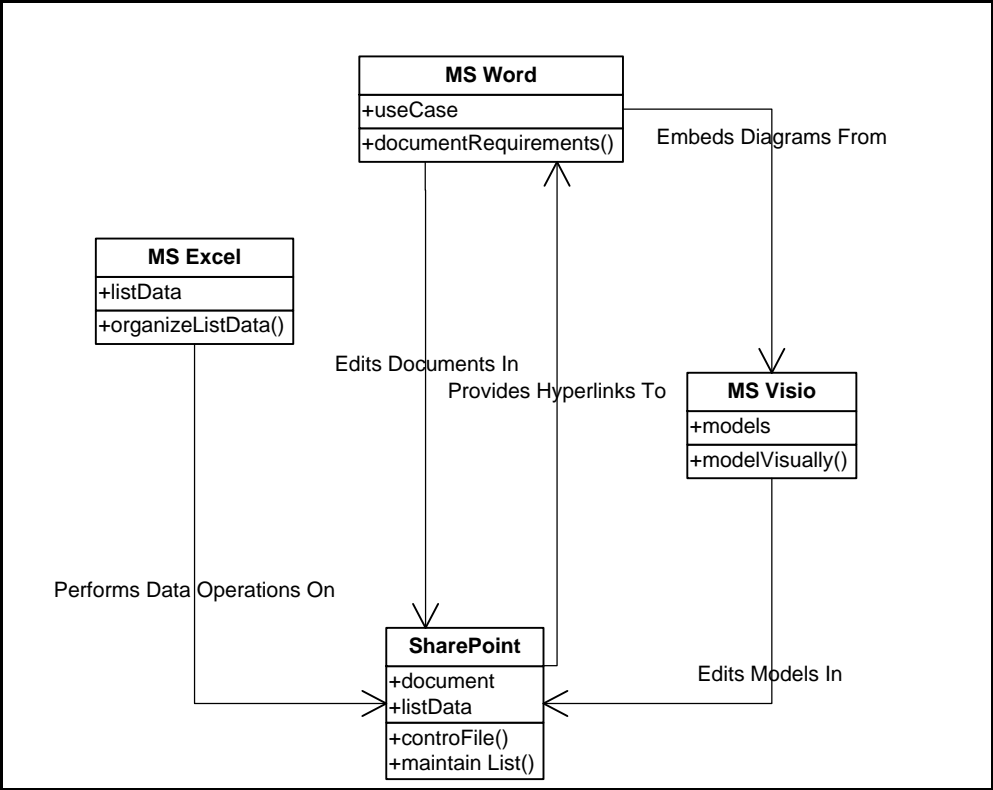 MS Word
+useCase
+documentRequirements()
Embeds Diagrams From
MS Excel
+listData
+organizeListData()
Edits Documents In
Provides Hyperlinks To
MS Visio
+models
+modelVisually()
Performs Data Operations On
SharePoint
+document
+listData
+controFile()
+maintain List()
Edits Models In